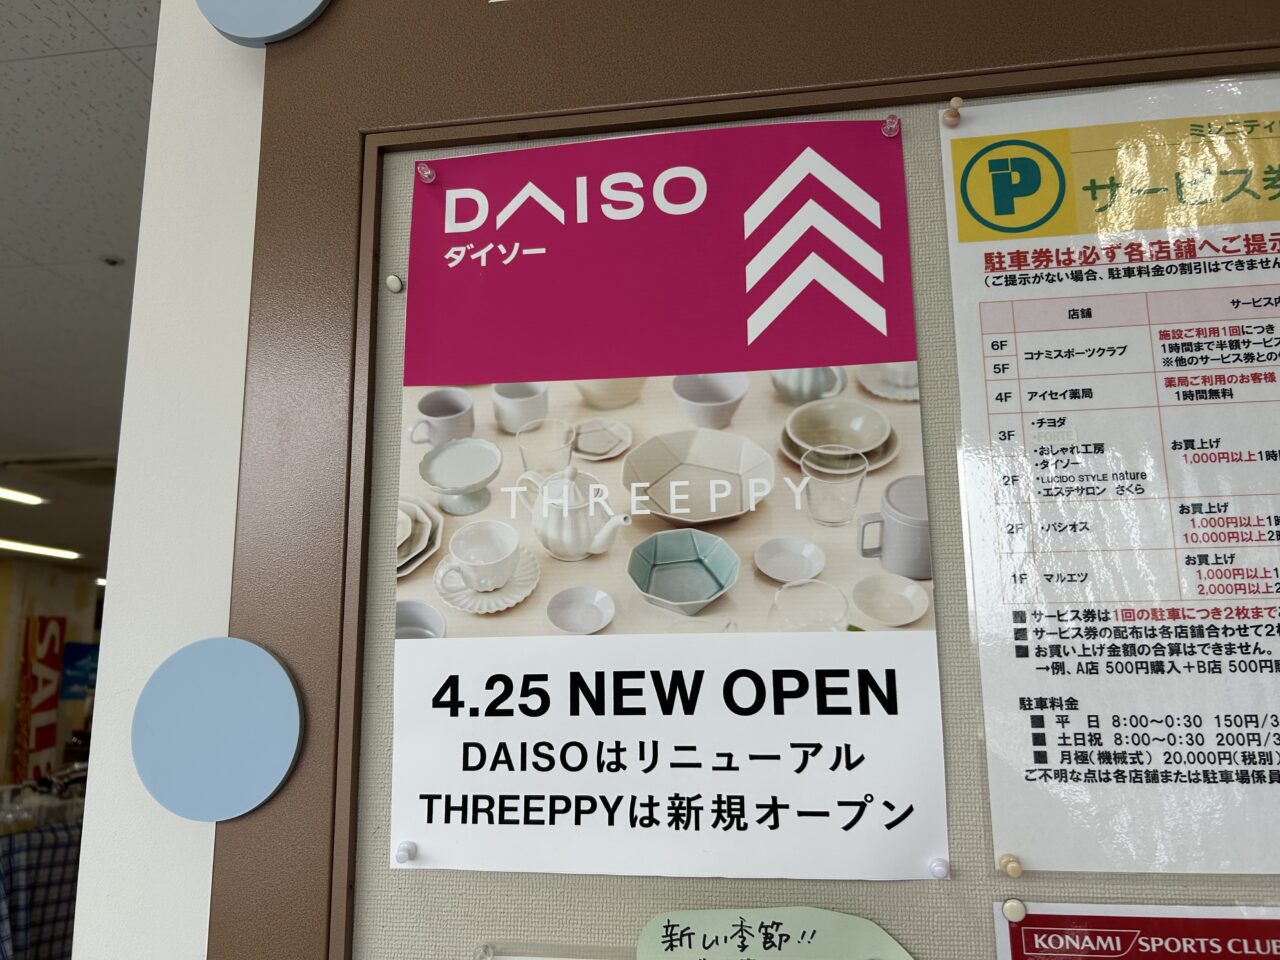 DAISO
ダイソー
THREEPPY
4.25 NEW OPEN
DAISOはリニューアル
THREEPPYは新規オープン
新しい季節!!
SALE
ミレニティ
P
サービス券
駐車券は必ず各店舗へご提示
(ご提示がない場合、駐車料金の割引はできません
店舗
サービス内
6F
5F
コナミスポーツクラブ
施設ご利用1回につき
1時間まで半額サービス
※他のサービス券との
4F アイセイ薬局
薬局ご利用のお客様
1時間無料
3F
・チヨダ
・FORTE
・おしゃれ工房
・ダイソー
2F
・LUCIDO STYLE nature
・エステサロン さくら
お買上げ
1,000円以上1時
2F ・パシオス
お買上げ
1,000円以上1時
10,000円以上2時
1F マルエツ
お買上げ
1,000円以上1
2,000円以上2
■ サービス券は1回の駐車につき2枚まで
■ サービス券の配布は各店舗合わせて2枚
■ お買い上げ金額の合算はできません。
→例、A店 500円購入+B店 500円購
駐車料金
■ 平 日 8:00〜0:30 150円/3
■ 土日祝 8:00〜0:30 200円/3
■ 月極(機械式) 20,000円(税別)
ご不明な点は各店舗または駐車場係員
KONAMI SPORTS CLUB